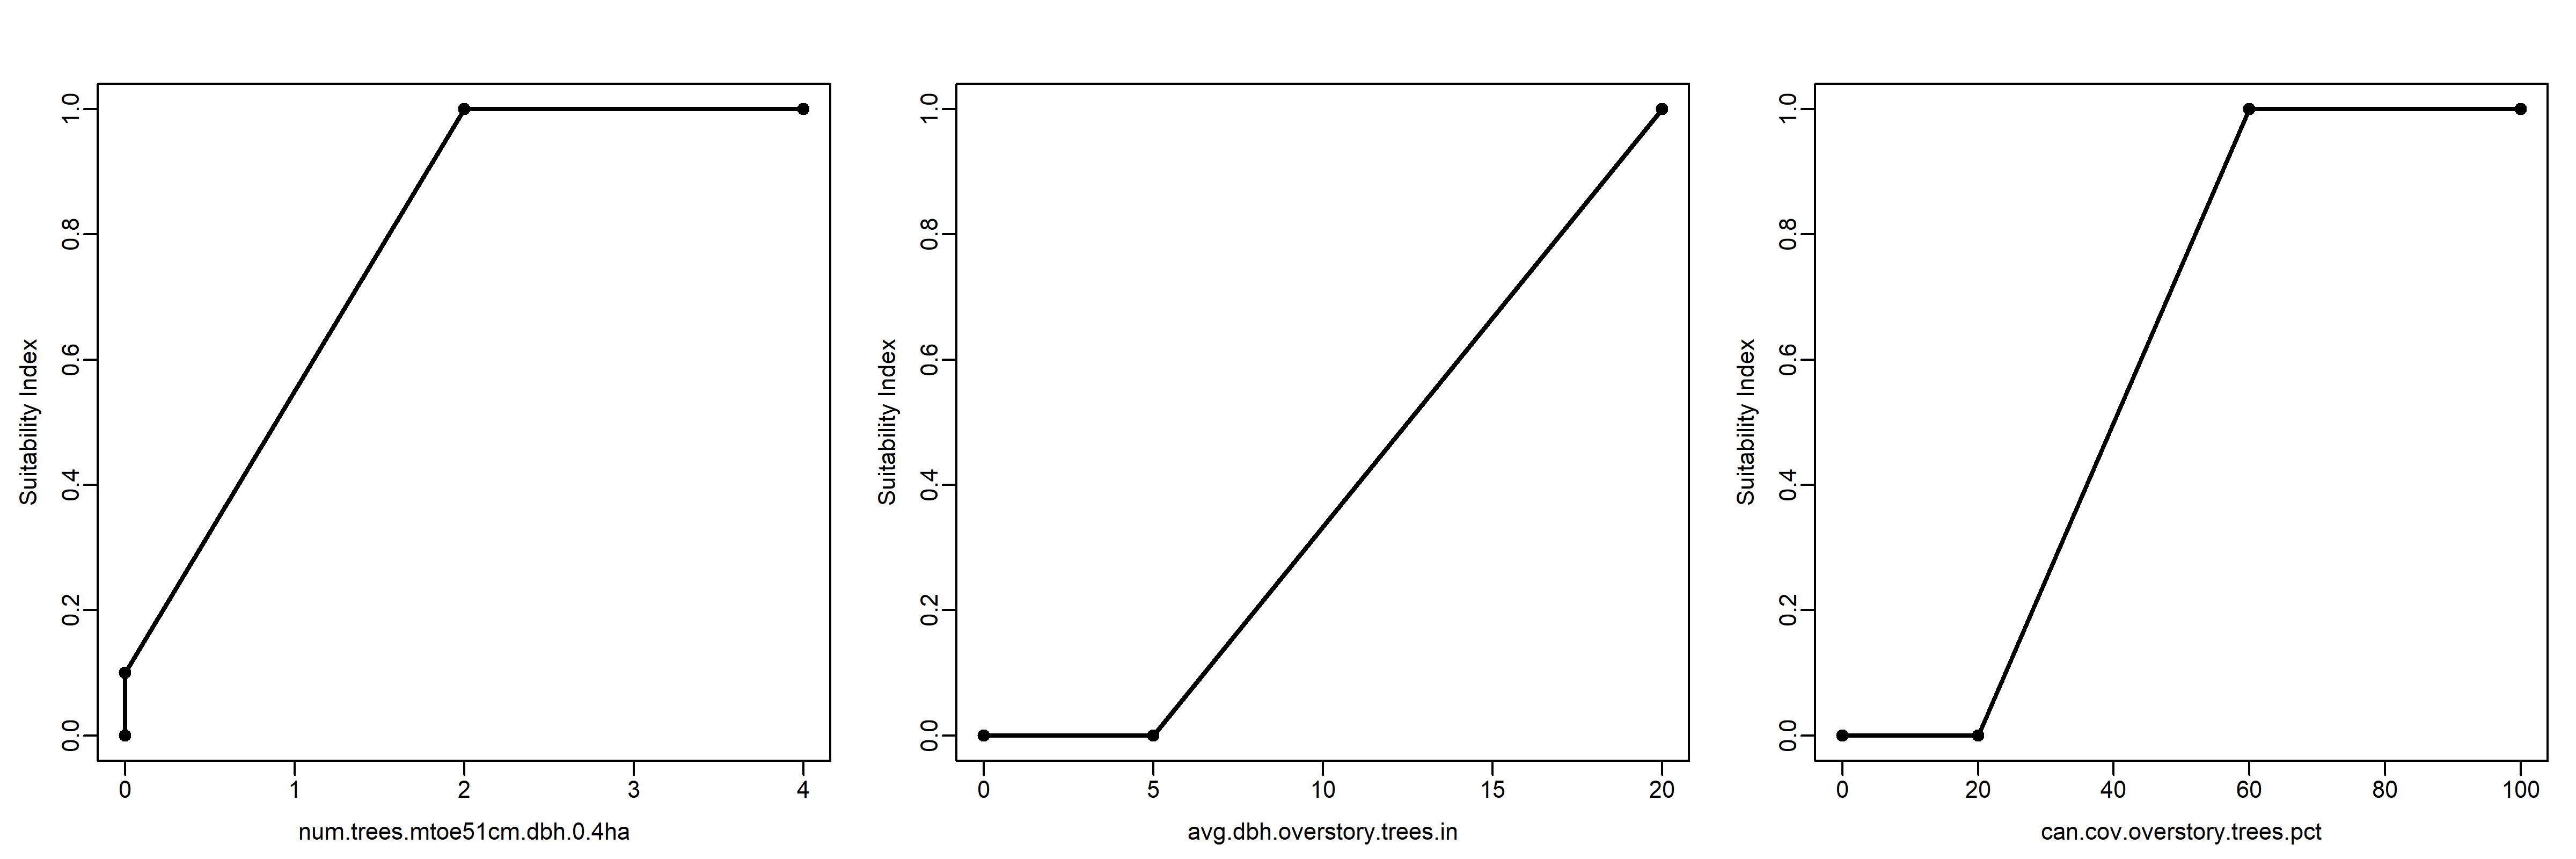 Suitability Index
1.0
0.8
0.6
0.4
0.2
0.0
0 1 2 3 4
num.trees.mtoe51cm.dbh.0.4ha
Suitability Index
1.0
0.8
0.6
0.4
0.2
0.0
0 5 10 15 20
avg.dbh.overstory.trees.in
Suitability Index
1.0
0.8
0.6
0.4
0.2
0.0
0 20 40 60 80 100
can.cov.overstory.trees.pct